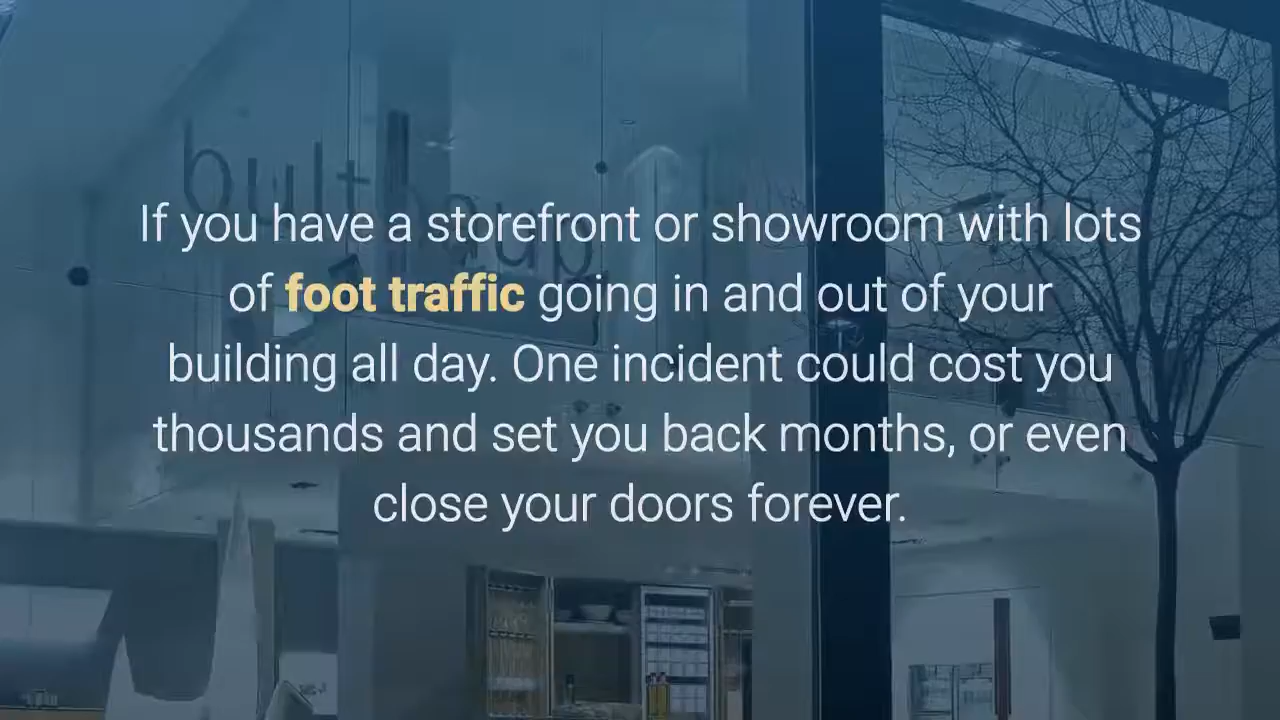 bulthaup
If you have a storefront or showroom with lots
of foot traffic going in and out of your
building all day. One incident could cost you
thousands and set you back months, or even
close your doors forever.